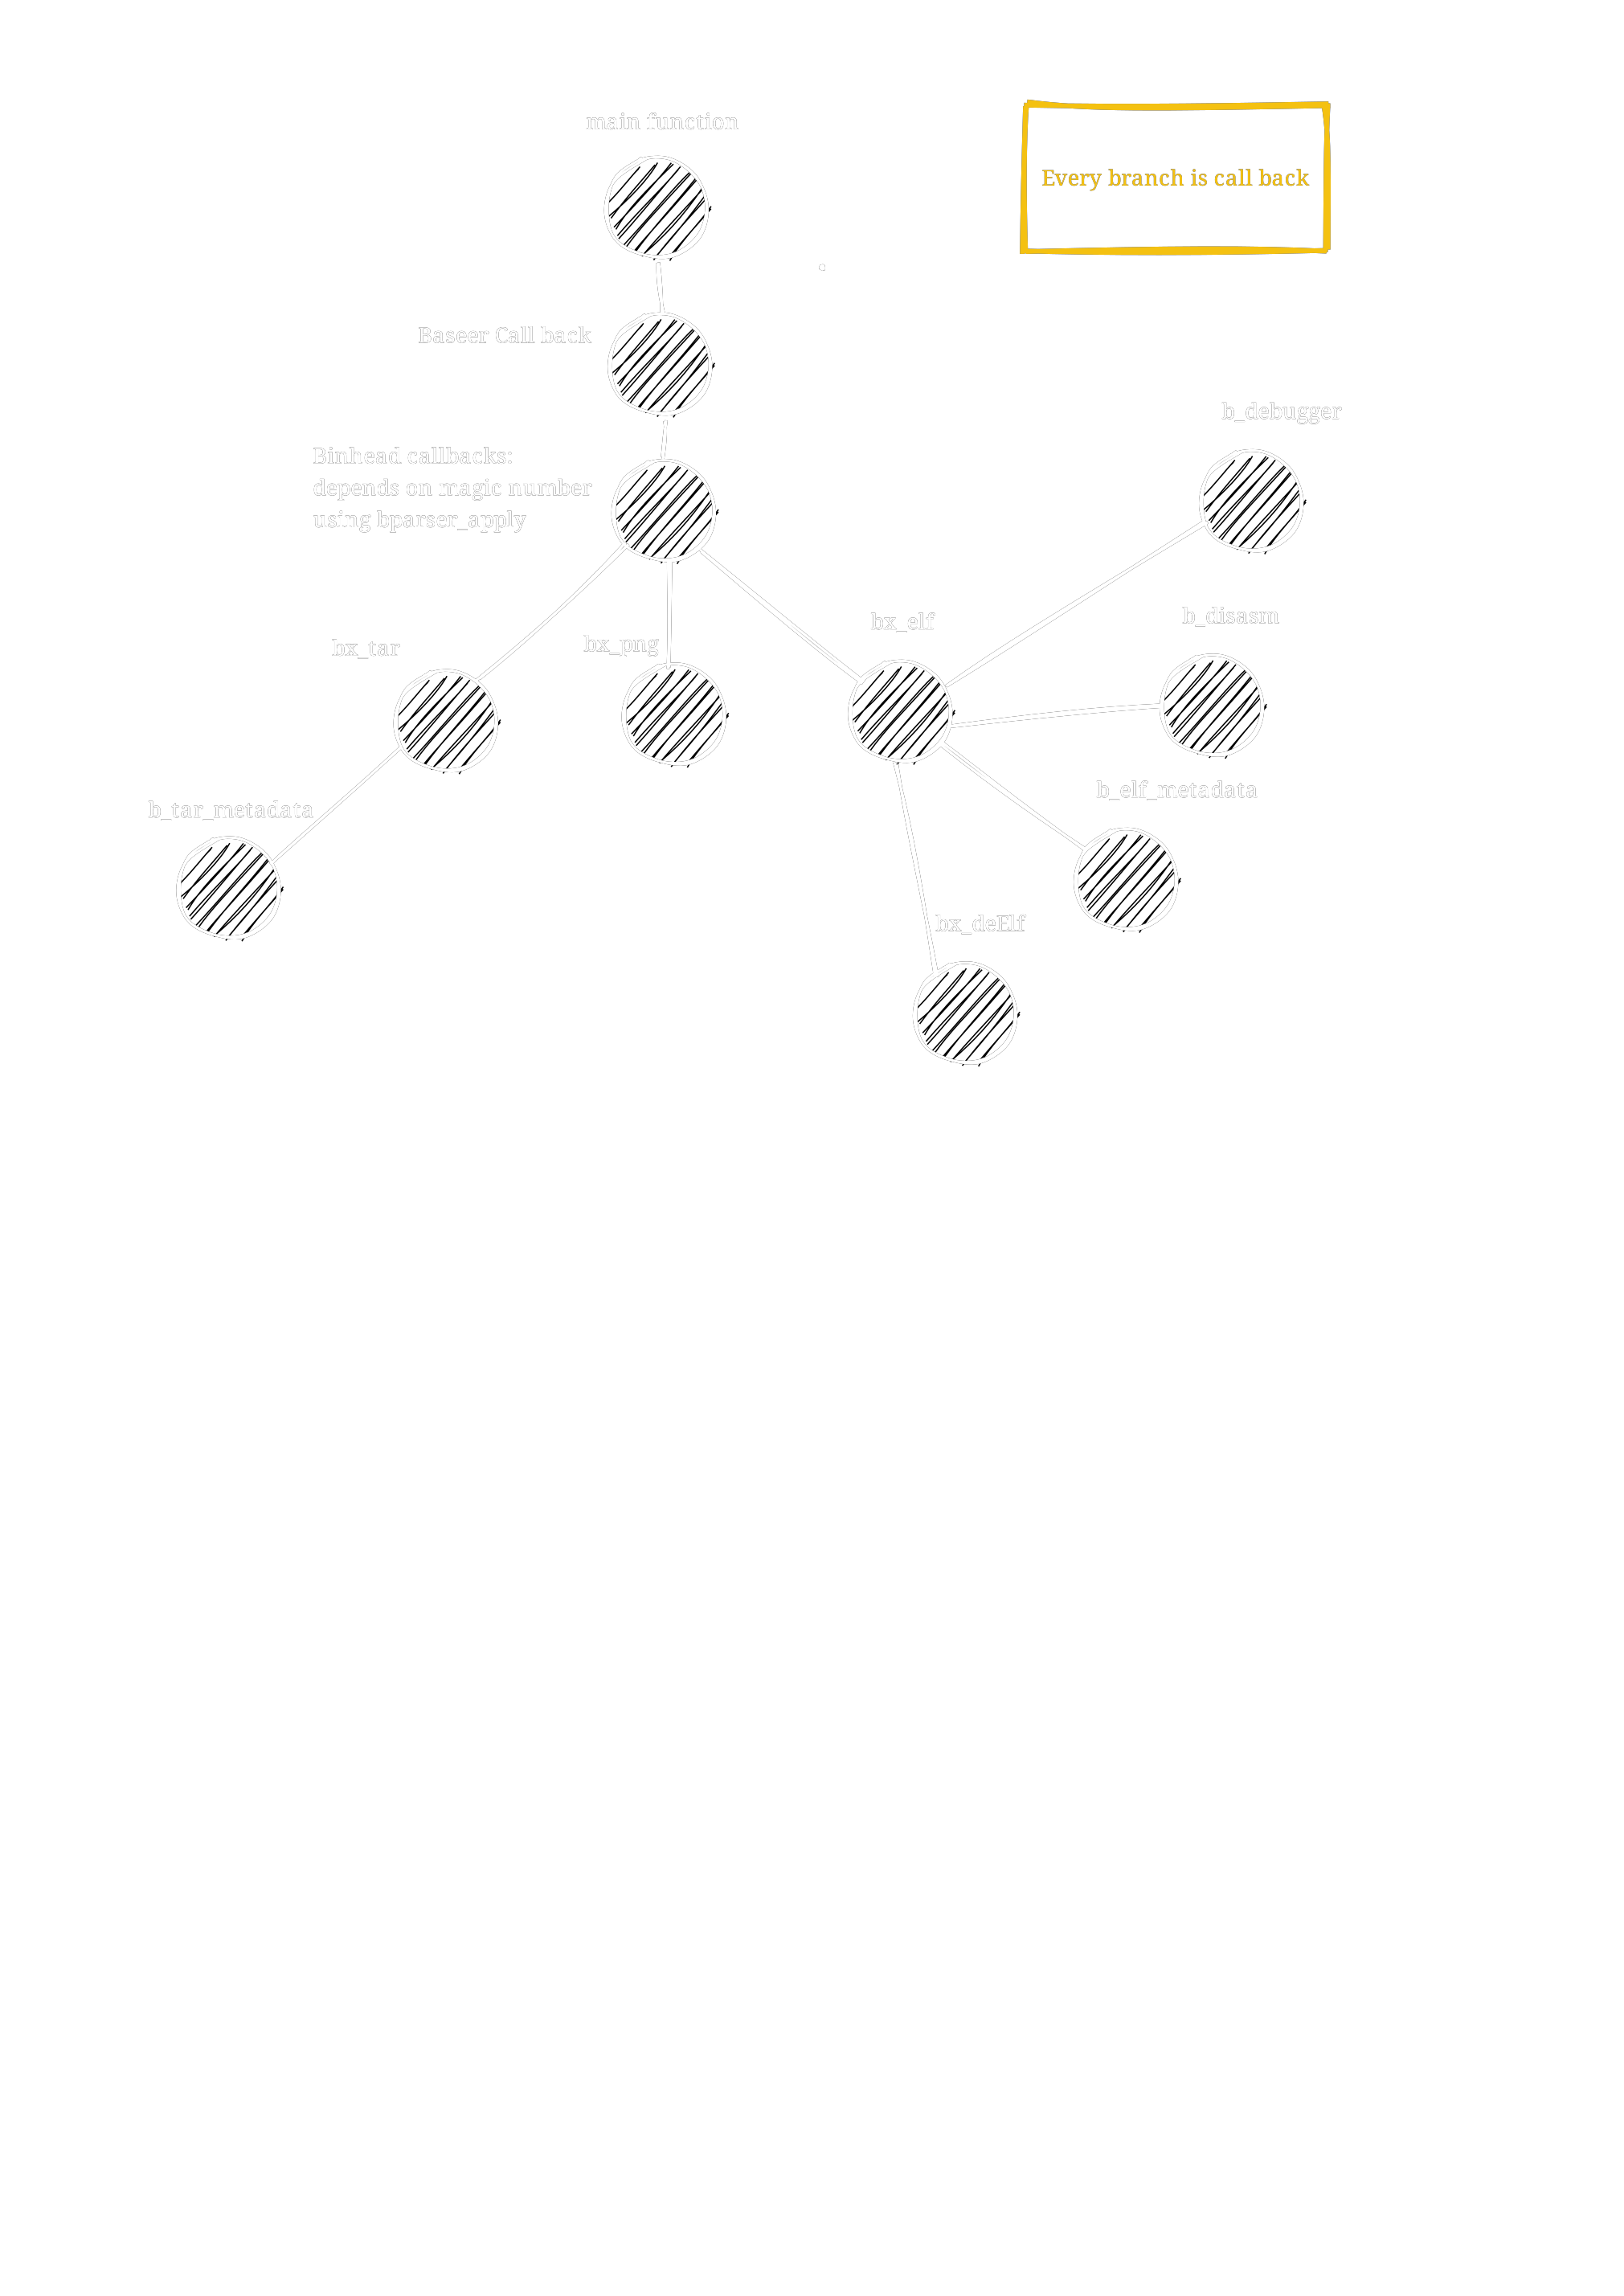 main function
Every branch is call back
Baseer Call back
b_debugger
Binhead callbacks:
depends on magic number
using bparser_apply
bx_elf
b_disasm
bx_tar
bx_png
b_elf_metadata
b_tar_metadata
bx_deElf